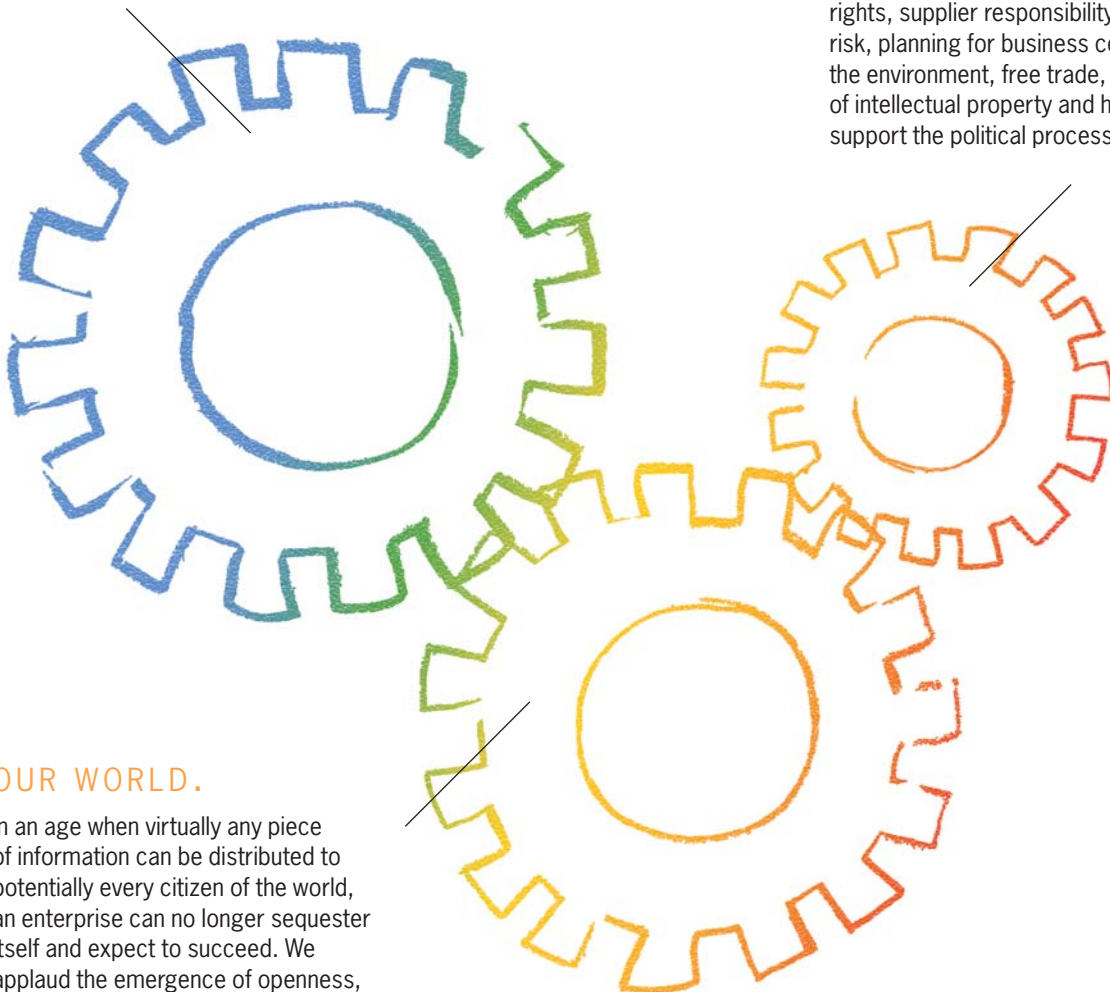 rights, supplier responsibility
risk, planning for business
the environment, free trade,
of intellectual property and
support the political process
OUR WORLD.
an age when virtually any piece
of information can be distributed to
potentially every citizen of the world,
an enterprise can no longer sequester
itself and expect to succeed. We
applaud the emergence of openness,